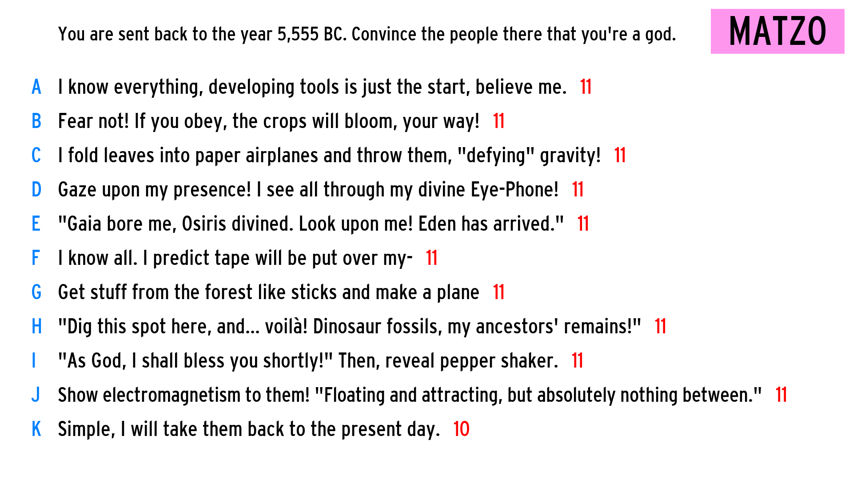 You are sent back to the year 5,555 BC. Convince the people there that you're a god.
MATZO
A I know everything, developing tools is just the start, believe me. 11
B Fear not! If you obey, the crops will bloom, your way! 11
C I fold leaves into paper airplanes and throw them, "defying" gravity! 11
D Gaze upon my presence! I see all through my divine Eye-Phone! 11
E "Gaia bore me, Osiris divined. Look upon me! Eden has arrived." 11
F I know all. I predict tape will be put over my- 11
G Get stuff from the forest like sticks and make a plane 11
H "Dig this spot here, and... voilà! Dinosaur fossils, my ancestors' remains!" 11
I "As God, I shall bless you shortly!" Then, reveal pepper shaker. 11
J Show electromagnetism to them! "Floating and attracting, but absolutely nothing between." 11
K Simple, I will take them back to the present day. 10